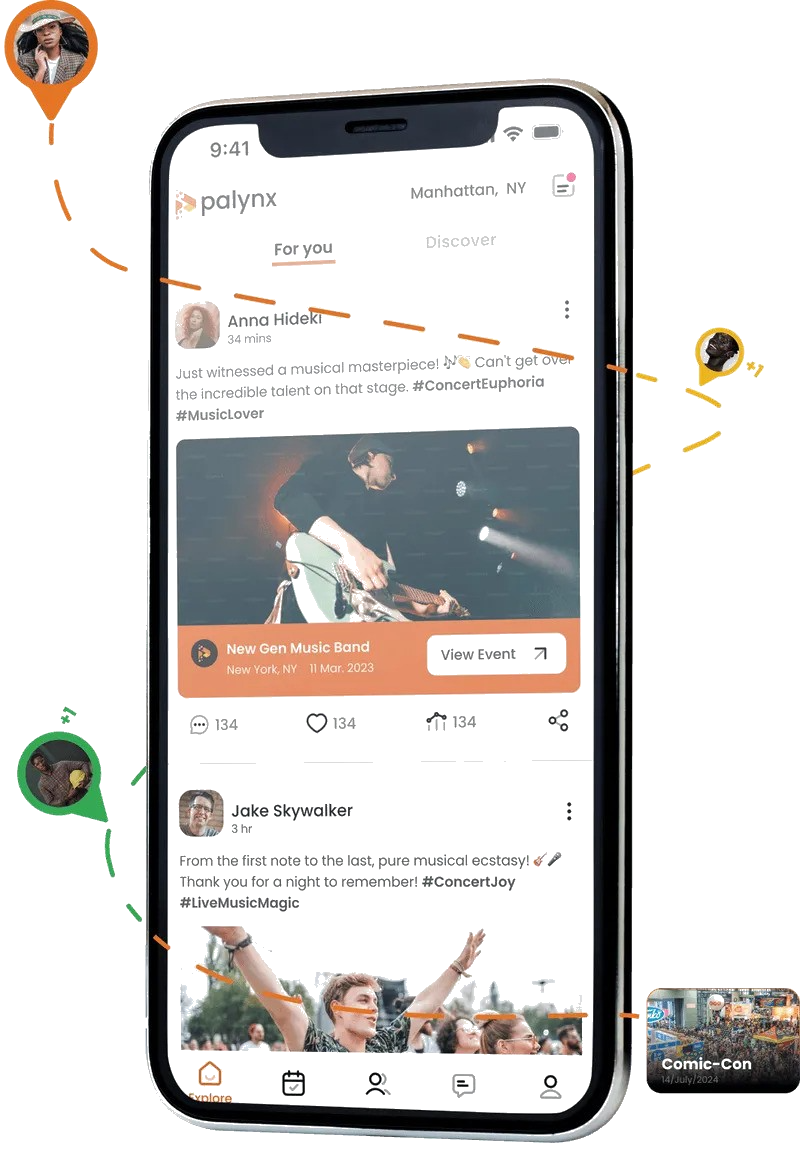 9:41
palynx
Manhattan, NY
For you
Discover
Anna Hideki
34 mins
Just witnessed a musical masterpiece! 🎶👏 Can't get over
the incredible talent on that stage. #ConcertEuphoria
#MusicLover
+1
New Gen Music Band
New York, NY 11 Mar. 2023
View Event
134
134
134
+1
Jake Skywalker
3 hr
From the first note to the last, pure musical ecstasy! 🎸🎤
Thank you for a night to remember! #ConcertJoy
#LiveMusicMagic
Comic-Con
14/July/2024
Explore